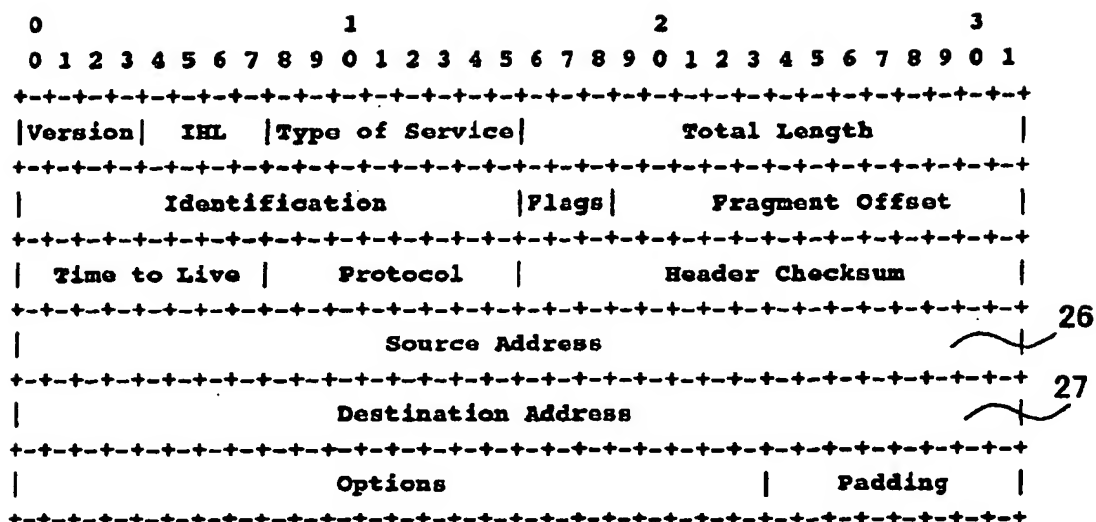 0 1 2 3
0 1 2 3 4 5 6 7 8 9 0 1 2 3 4 5 6 7 8 9 0 1 2 3 4 5 6 7 8 9 0 1
+-+-+-+-+-+-+-+-+-+-+-+-+-+-+-+-+-+-+-+-+-+-+-+-+-+-+-+-+-+-+-+-+
|Version| IHL |Type of Service| Total Length |
+-+-+-+-+-+-+-+-+-+-+-+-+-+-+-+-+-+-+-+-+-+-+-+-+-+-+-+-+-+-+-+-+
| Identification |Flags| Fragment Offset |
+-+-+-+-+-+-+-+-+-+-+-+-+-+-+-+-+-+-+-+-+-+-+-+-+-+-+-+-+-+-+-+-+
| Time to Live | Protocol | Header Checksum |
+-+-+-+-+-+-+-+-+-+-+-+-+-+-+-+-+-+-+-+-+-+-+-+-+-+-+-+-+-+-+-+-+
| Source Address | 26
+-+-+-+-+-+-+-+-+-+-+-+-+-+-+-+-+-+-+-+-+-+-+-+-+-+-+-+-+-+-+-+-+
| Destination Address | 27
+-+-+-+-+-+-+-+-+-+-+-+-+-+-+-+-+-+-+-+-+-+-+-+-+-+-+-+-+-+-+-+-+
| Options | Padding |
+-+-+-+-+-+-+-+-+-+-+-+-+-+-+-+-+-+-+-+-+-+-+-+-+-+-+-+-+-+-+-+-+